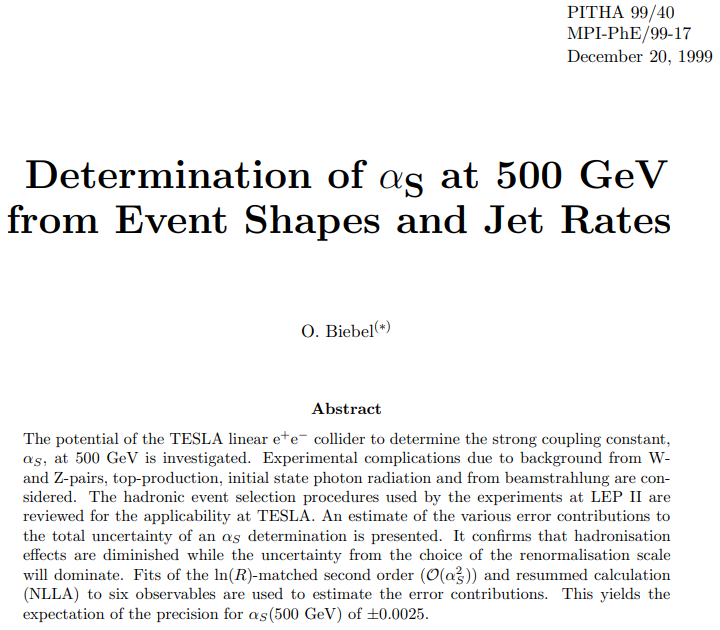 PITHA 99/40
MPI-PhE/99-17
December 20, 1999
Determination of αS at 500 GeV
from Event Shapes and Jet Rates
O. Biebel(*)
Abstract
The potential of the TESLA linear e+e− collider to determine the strong coupling constant,
αS, at 500 GeV is investigated. Experimental complications due to background from W-
and Z-pairs, top-production, initial state photon radiation and from beamstrahlung are con-
sidered. The hadronic event selection procedures used by the experiments at LEP II are
reviewed for the applicability at TESLA. An estimate of the various error contributions to
the total uncertainty of an αS determination is presented. It confirms that hadronisation
effects are diminished while the uncertainty from the choice of the renormalisation scale
will dominate. Fits of the ln(R)-matched second order (O(α²S)) and resummed calculation
(NLLA) to six observables are used to estimate the error contributions. This yields the
expectation of the precision for αS(500 GeV) of ±0.0025.